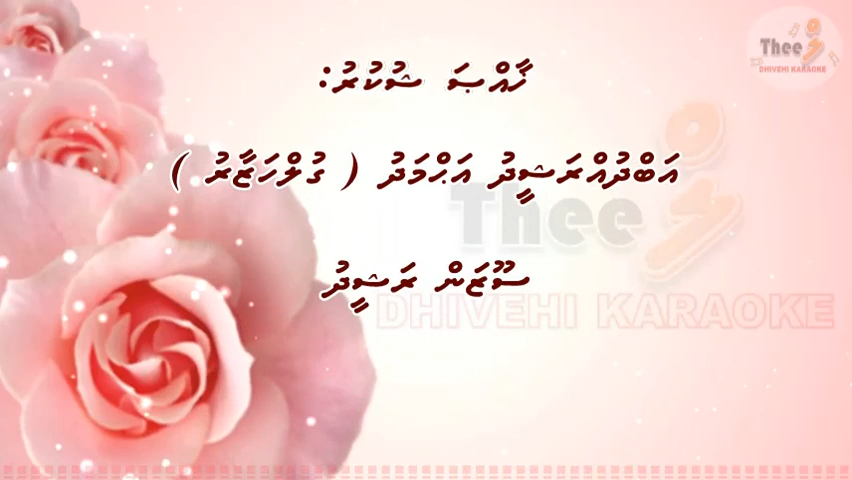 Thee
DHIVEHI KARAOKE
ޚާއްޞަ ޝުކުރު:
އަބްދުއްރަޝީދު އަޙްމަދު ( ގުލްހަޒާރު )
ސޫޒަން ރަޝީދު
Thee
DHIVEHI KARAOKE